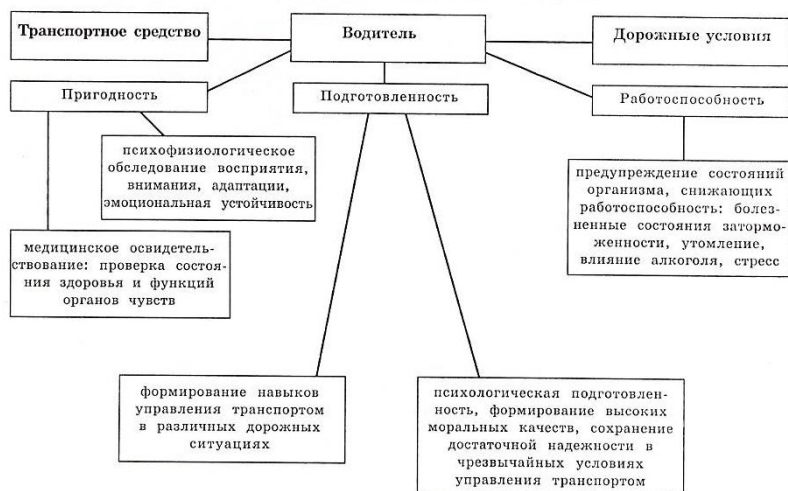 Транспортное средство
Водитель
Дорожные условия
Пригодность
Подготовленность
Работоспособность
психофизиологическое
обследование восприятия,
внимания, адаптации,
эмоциональная устойчивость
медицинское освидетель-
ствование: проверка состоя-
ния здоровья и функций
органов чувств
предупреждение состояний
организма, снижающих
работоспособность: болез-
ненные состояния затормо-
женности, утомление,
влияние алкоголя, стресс
формирование навыков
управления транспортом
в различных дорожных
ситуациях
психологическая подготовлен-
ность, формирование высоких
моральных качеств, сохранение
достаточной надежности в
чрезвычайных условиях
управления транспортом